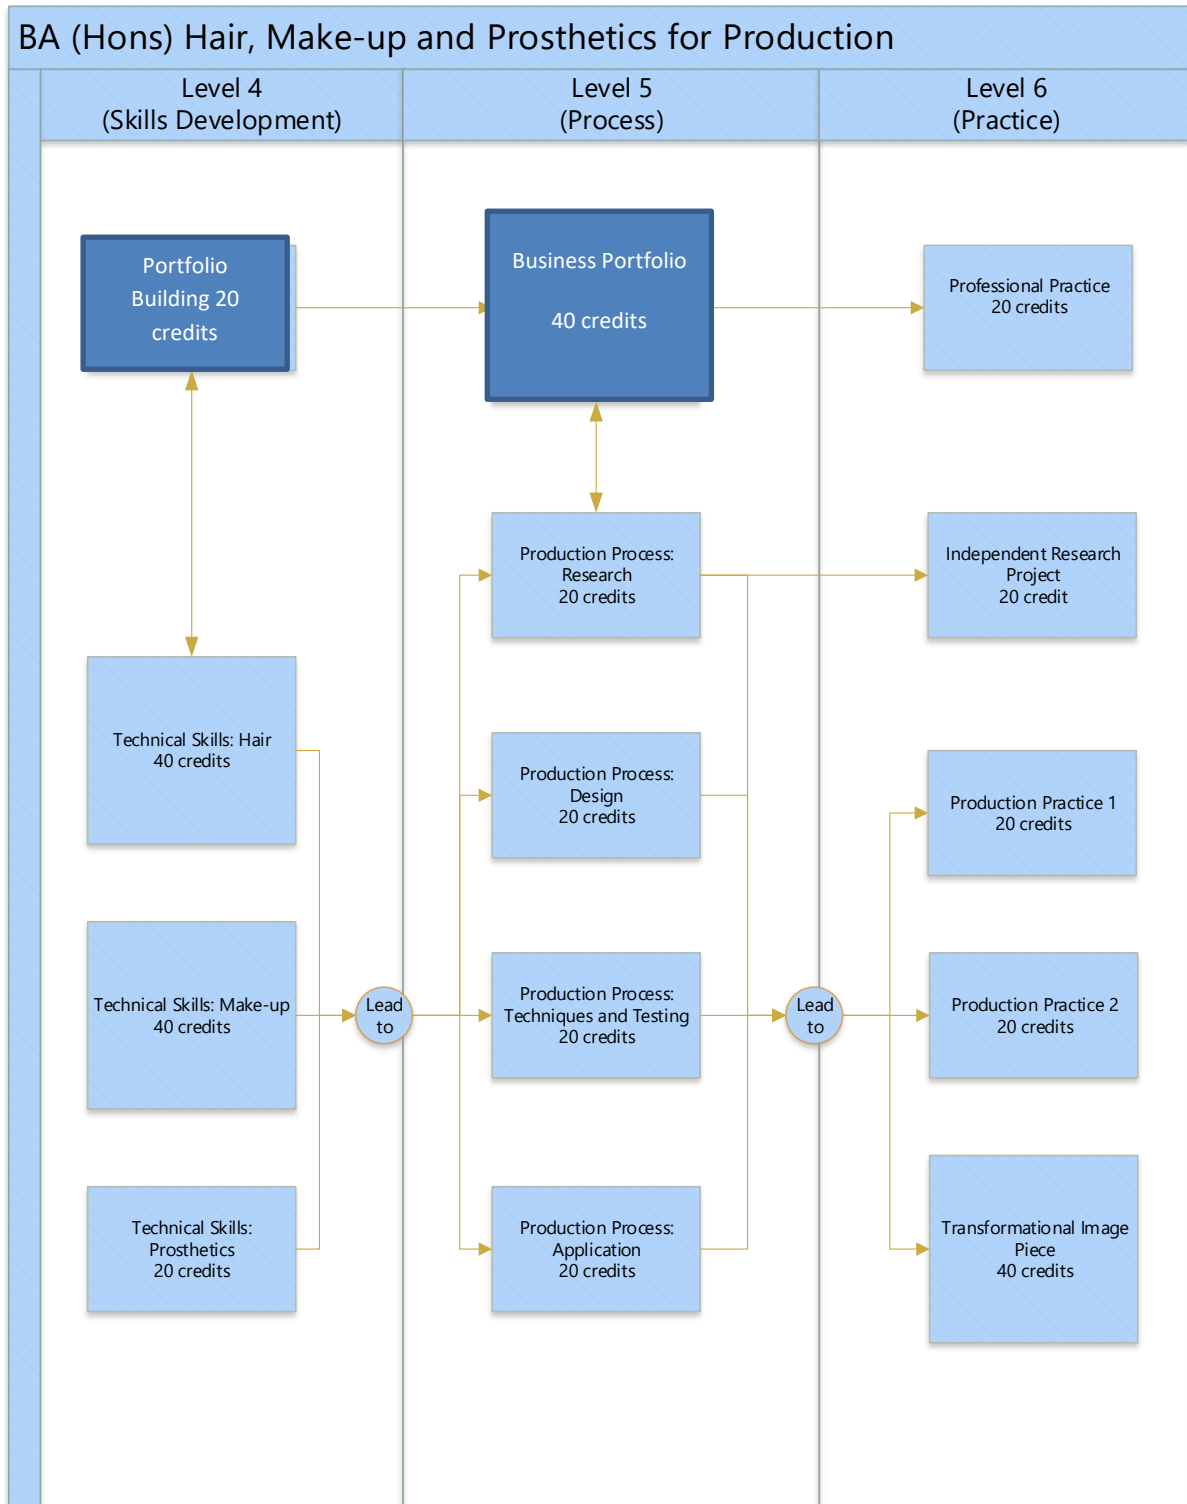 BA (Hons) Hair, Make-up and Prosthetics for Production
Level 4
(Skills Development)
Level 5
(Process)
Level 6
(Practice)
Portfolio
Building 20
credits
Business Portfolio
40 credits
Professional Practice
20 credits
Production Process:
Research
20 credits
Independent Research
Project
20 credit
Technical Skills: Hair
40 credits
Production Process:
Design
20 credits
Production Practice 1
20 credits
Technical Skills: Make-up
40 credits
Lead
to
Production Process:
Techniques and Testing
20 credits
Lead
to
Production Practice 2
20 credits
Technical Skills:
Prosthetics
20 credits
Production Process:
Application
20 credits
Transformational Image
Piece
40 credits